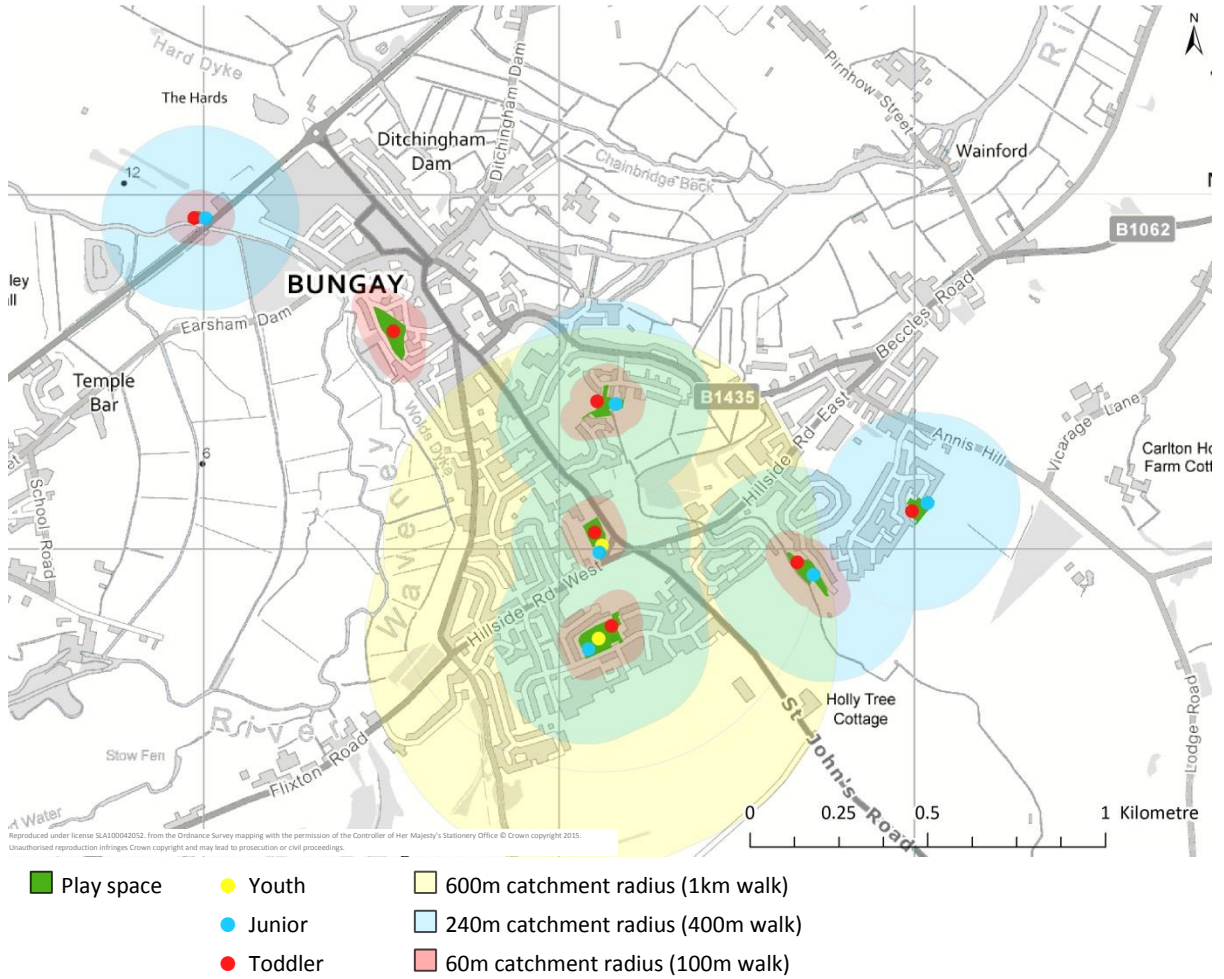 N
Hard Dyke
The Hards
Ditchingham Dam
Pirnhow Street
Ri
Ditchingham
Dam
Chainbridge Beck
Wainford
12
B1062
ley
ll
BUNGAY
Earsham Dam
Beccles Road
Temple
Bar
B1435
Wolds Dyke
Hillside Rd East
Annis Hill
Vicarage Lane
Carlton Ho
Farm Cott
6
School Road
Waveney
Hillside Rd West
River
Holly Tree
Cottage
Stow Fen
Flixton Road
St John's Road
Lodge Road
d Water
0 0.25 0.5 1 Kilometre
Reproduced under license SLA100042052. from the Ordnance Survey mapping with the permission of the Controller of Her Majesty's Stationery Office © Crown copyright 2015.
Unauthorised reproduction infringes Crown copyright and may lead to prosecution or civil proceedings.
Play space Youth 600m catchment radius (1km walk)
Junior 240m catchment radius (400m walk)
Toddler 60m catchment radius (100m walk)